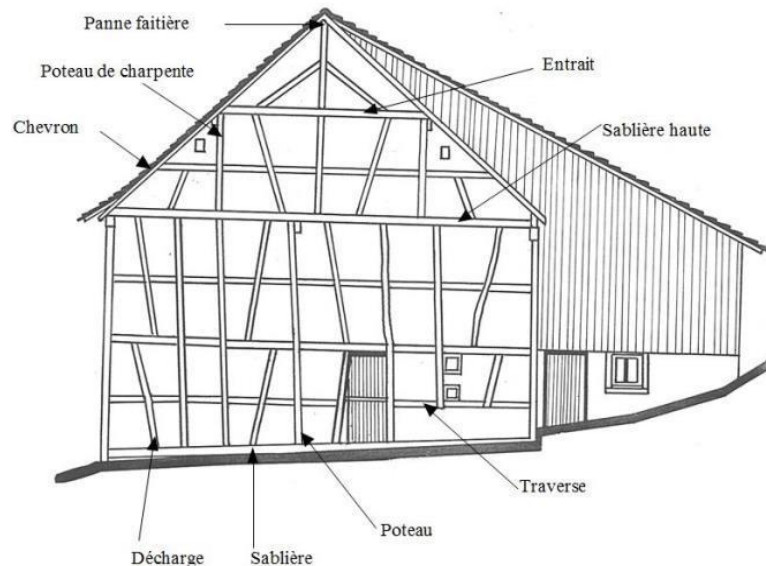 Panne faitière
Poteau de charpente
Entrait
Chevron
Sablière haute
Traverse
Poteau
Décharge
Sablière